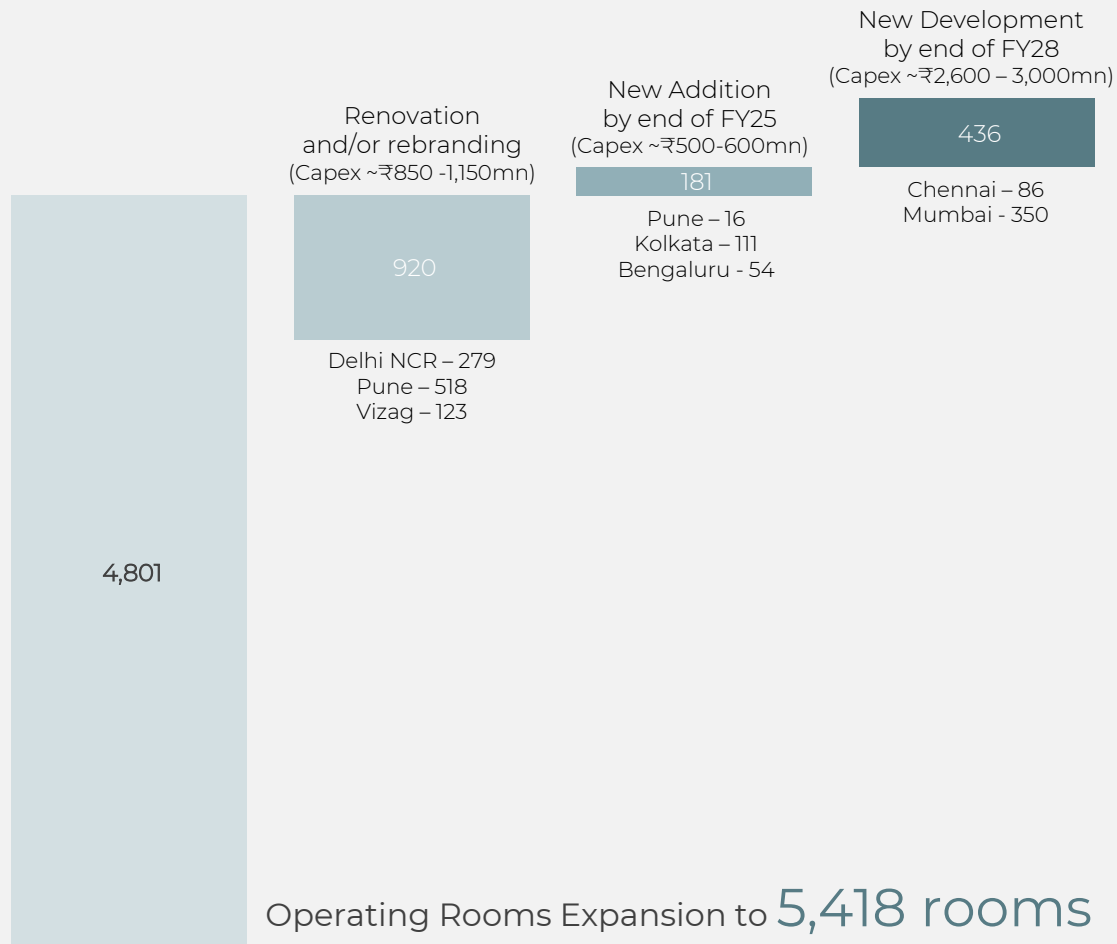 4,801
Renovation
and/or rebranding
(Capex ~₹850 -1,150mn)
920
Delhi NCR – 279
Pune – 518
Vizag – 123
New Addition
by end of FY25
(Capex ~₹500-600mn)
181
Pune – 16
Kolkata – 111
Bengaluru - 54
New Development
by end of FY28
(Capex ~₹2,600 – 3,000mn)
436
Chennai – 86
Mumbai - 350
Operating Rooms Expansion to 5,418 rooms